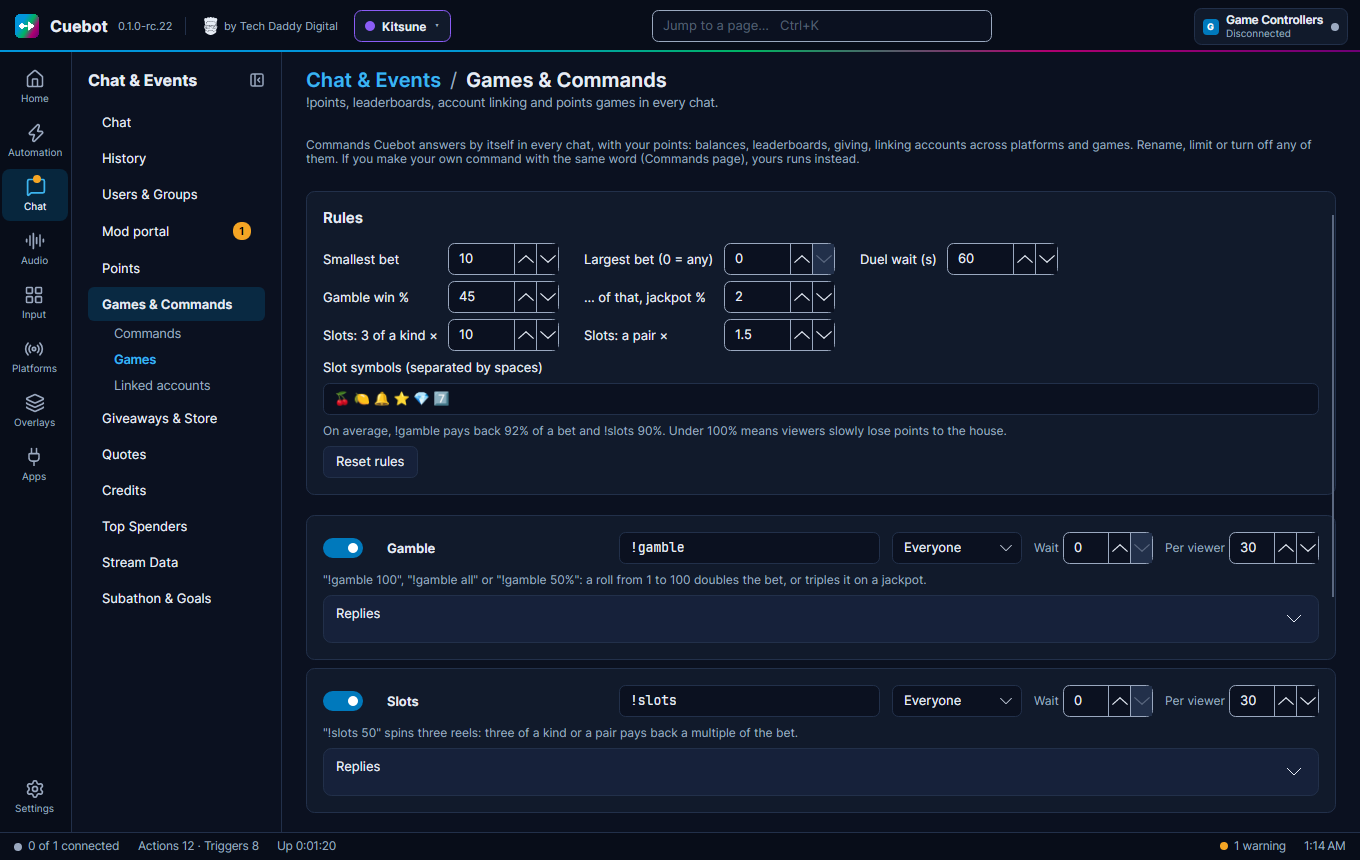 Cuebot 0.1.0-rc.22 by Tech Daddy Digital Kitsune Jump to a page... Ctrl+K G Game Controllers
Disconnected
Home
Automation
Chat
Audio
Input
Platforms
Overlays
Apps
Settings
Chat & Events
Chat
History
Users & Groups
Mod portal 1
Points
Games & Commands
Commands
Games
Linked accounts
Giveaways & Store
Quotes
Credits
Top Spenders
Stream Data
Subathon & Goals
Chat & Events / Games & Commands
!points, leaderboards, account linking and points games in every chat.
Commands Cuebot answers by itself in every chat, with your points: balances, leaderboards, giving, linking accounts across platforms and games. Rename, limit or turn off any of
them. If you make your own command with the same word (Commands page), yours runs instead.
Rules
Smallest bet 10 Largest bet (0 = any) 0 Duel wait (s) 60
Gamble win % 45 ... of that, jackpot % 2
Slots: 3 of a kind × 10 Slots: a pair × 1.5
Slot symbols (separated by spaces)
🍒 🍋 🔔 ⭐ 💎 7️⃣
On average, !gamble pays back 92% of a bet and !slots 90%. Under 100% means viewers slowly lose points to the house.
Reset rules
Gamble !gamble Everyone Wait 0 Per viewer 30
"!gamble 100", "!gamble all" or "!gamble 50%": a roll from 1 to 100 doubles the bet, or triples it on a jackpot.
Replies
Slots !slots Everyone Wait 0 Per viewer 30
"!slots 50" spins three reels: three of a kind or a pair pays back a multiple of the bet.
Replies
0 of 1 connected Actions 12 · Triggers 8 Up 0:01:20 1 warning 1:14 AM